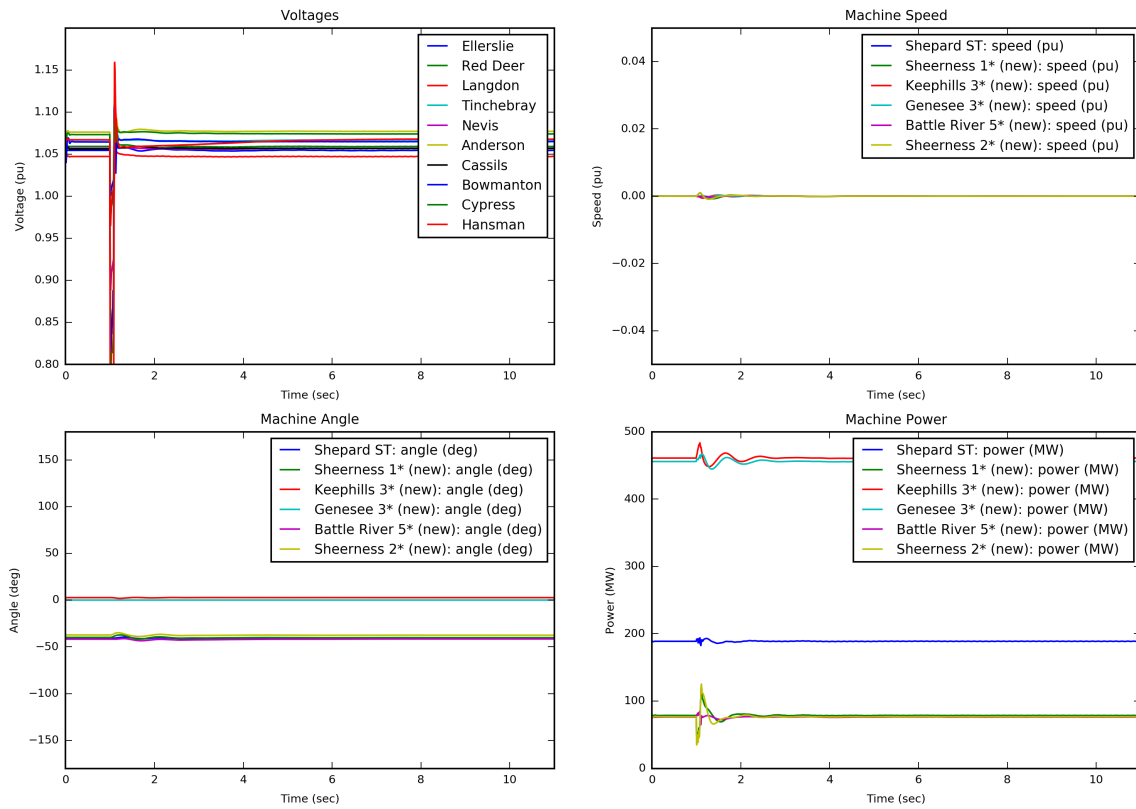 Voltages
Voltage (pu)
1.15
1.10
1.05
1.00
0.95
0.90
0.85
0.80
Ellerslie
Red Deer
Langdon
Tinchebray
Nevis
Anderson
Cassils
Bowmanton
Cypress
Hansman
0 2 4 6 8 10
Time (sec)
Machine Speed
Speed (pu)
0.04
0.02
0.00
−0.02
−0.04
Shepard ST: speed (pu)
Sheerness 1* (new): speed (pu)
Keephills 3* (new): speed (pu)
Genesee 3* (new): speed (pu)
Battle River 5* (new): speed (pu)
Sheerness 2* (new): speed (pu)
0 2 4 6 8 10
Time (sec)
Machine Angle
Angle (deg)
150
100
50
0
−50
−100
−150
Shepard ST: angle (deg)
Sheerness 1* (new): angle (deg)
Keephills 3* (new): angle (deg)
Genesee 3* (new): angle (deg)
Battle River 5* (new): angle (deg)
Sheerness 2* (new): angle (deg)
0 2 4 6 8 10
Time (sec)
Machine Power
Power (MW)
500
400
300
200
100
0
Shepard ST: power (MW)
Sheerness 1* (new): power (MW)
Keephills 3* (new): power (MW)
Genesee 3* (new): power (MW)
Battle River 5* (new): power (MW)
Sheerness 2* (new): power (MW)
0 2 4 6 8 10
Time (sec)